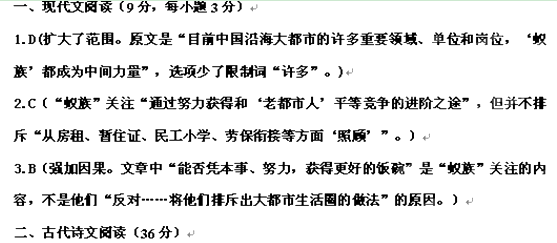 一、现代文阅读（9 分，每小题 3 分）
1.D(扩大了范围。原文是“目前中国沿海大都市的许多重要领域、单位和岗位，‘蚁
族’都成为中间力量”，选项少了限制词“许多”。)
2.C（“蚁族”关注“通过努力获得和‘老都市人’平等竞争的进阶之途”，但并不排
斥“从房租、暂住证、民工小学、劳保衔接等方面‘照顾’”。）
3.B（强加因果。文章中“能否凭本事、努力，获得更好的饭碗”是“蚁族”关注的内
容，不是他们“反对……将他们排斥出大都市生活圈的做法”的原因。）
二、古代诗文阅读（36 分）